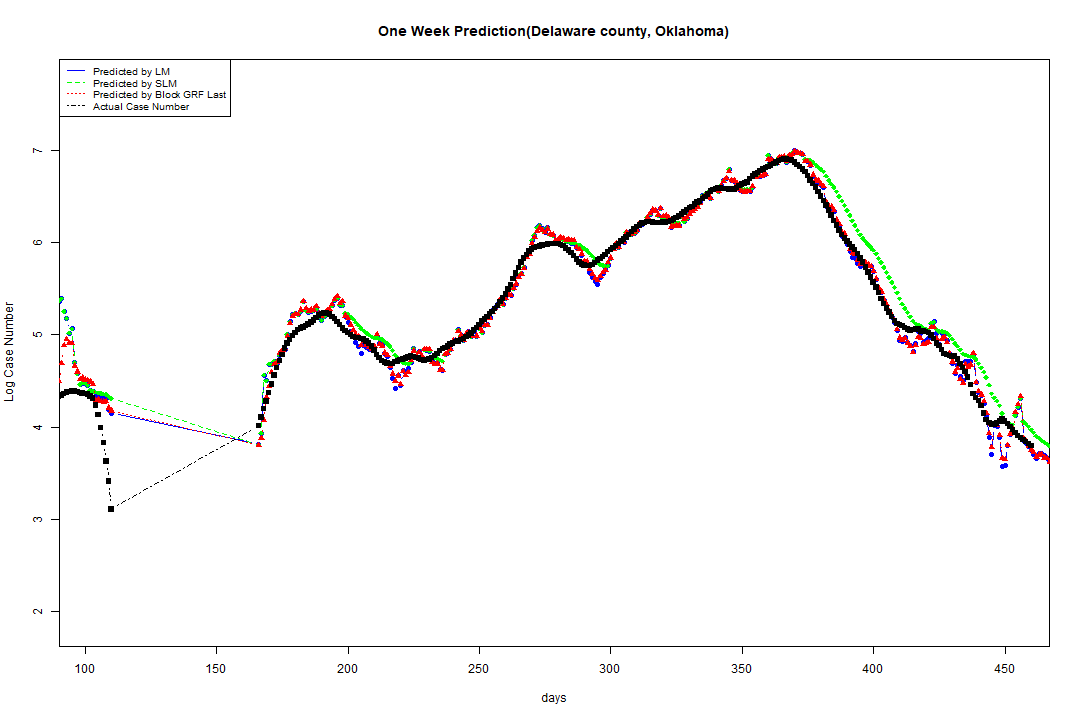 One Week Prediction(Delaware county, Oklahoma)
Predicted by LM
Predicted by SLM
Predicted by Block GRF Last
Actual Case Number
Log Case Number
7
6
5
4
3
2
100 150 200 250 300 350 400 450
days